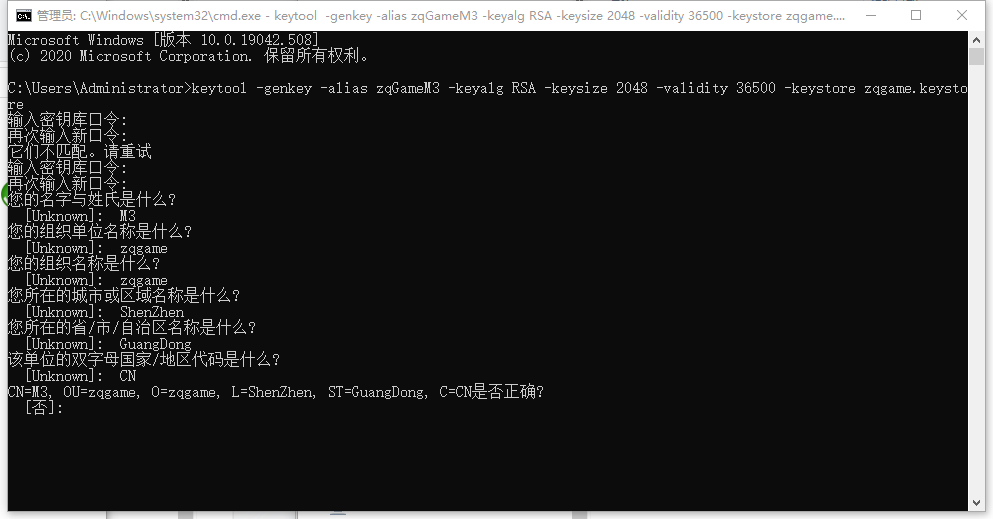 管理员: C:\Windows\system32\cmd.exe - keytool  -genkey -alias zqGameM3 -keyalg RSA -keysize 2048 -validity 36500 -keystore zqgame....
Microsoft Windows [版本 10.0.19042.508]
(c) 2020 Microsoft Corporation. 保留所有权利。
C:\Users\Administrator>keytool -genkey -alias zqGameM3 -keyalg RSA -keysize 2048 -validity 36500 -keystore zqgame.keysto
re
输入密钥库口令:
再次输入新口令:
它们不匹配。请重试
输入密钥库口令:
再次输入新口令:
您的名字与姓氏是什么?
[Unknown]:  M3
您的组织单位名称是什么?
[Unknown]:  zqgame
您的组织名称是什么?
[Unknown]:  zqgame
您所在的城市或区域名称是什么?
[Unknown]:  ShenZhen
您所在的省/市/自治区名称是什么?
[Unknown]:  GuangDong
该单位的双字母国家/地区代码是什么?
[Unknown]:  CN
CN=M3, OU=zqgame, O=zqgame, L=ShenZhen, ST=GuangDong, C=CN是否正确?
[否]: